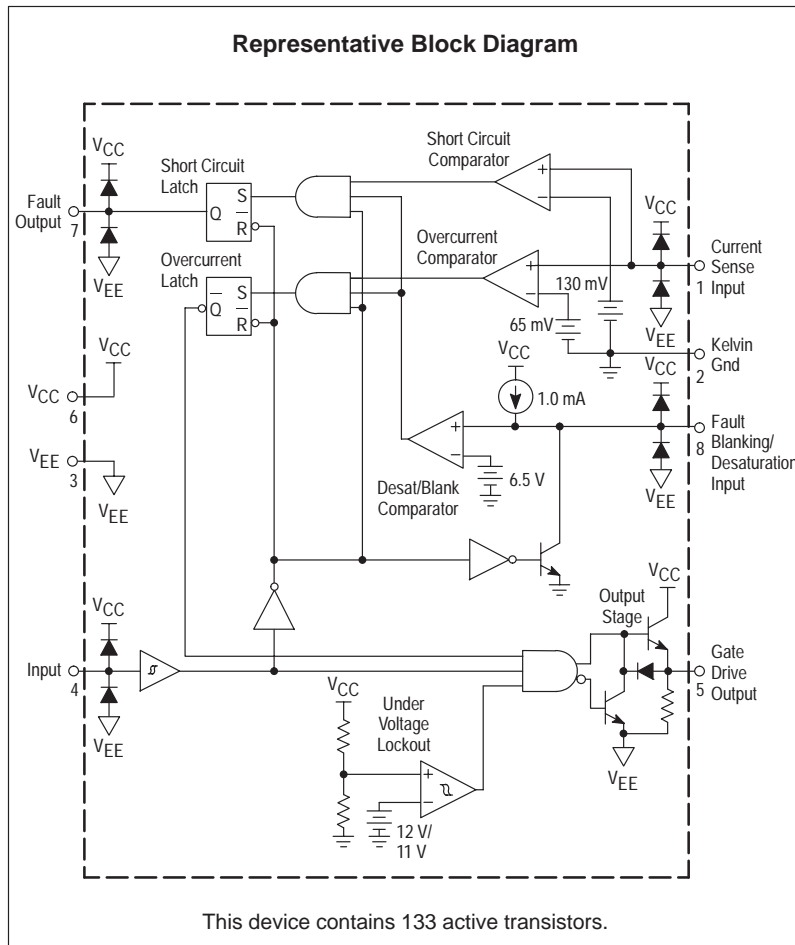 Representative Block Diagram
VCC
Short Circuit
Latch
Short Circuit
Comparator
Fault
Output
7
Q
S
R
VEE
Overcurrent
Latch
Overcurrent
Comparator
VCC
Current
Sense
Input
1
Q
S
R
130 mV
65 mV
VEE
VCC
VCC
6
Kelvin
Gnd
2
VCC
1.0 mA
VCC
Fault
Blanking/
Desaturation
Input
8
VEE
VEE
3
VEE
6.5 V
Desat/Blank
Comparator
VCC
Output
Stage
VCC
Input
4
VEE
Gate
Drive
Output
5
VCC
Under
Voltage
Lockout
VEE
12 V/
11 V
This device contains 133 active transistors.